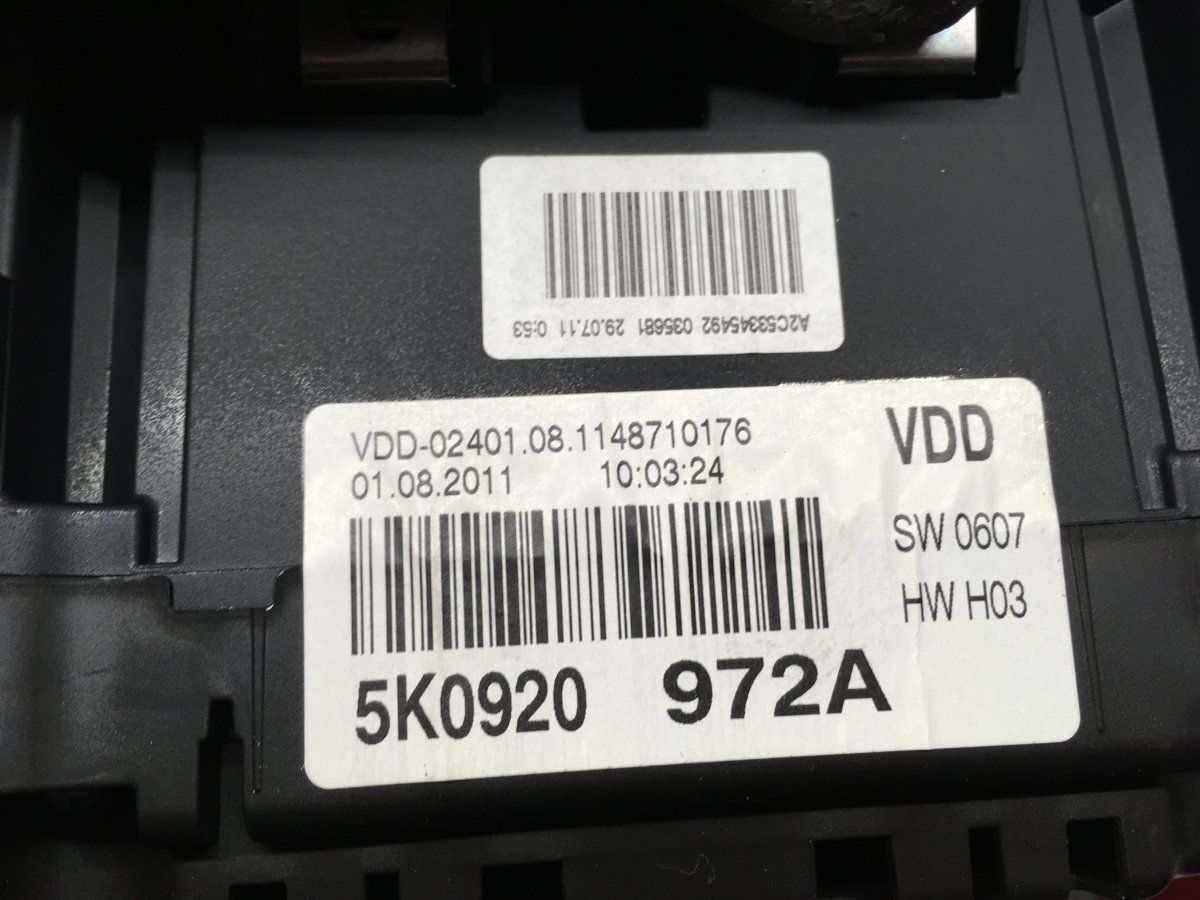 A2C53345492 035681 29.07.11 0:53
VDD-02401.08.1148710176
01.08.2011 10:03:24
VDD
SW 0607
HW H03
5K0920 972A